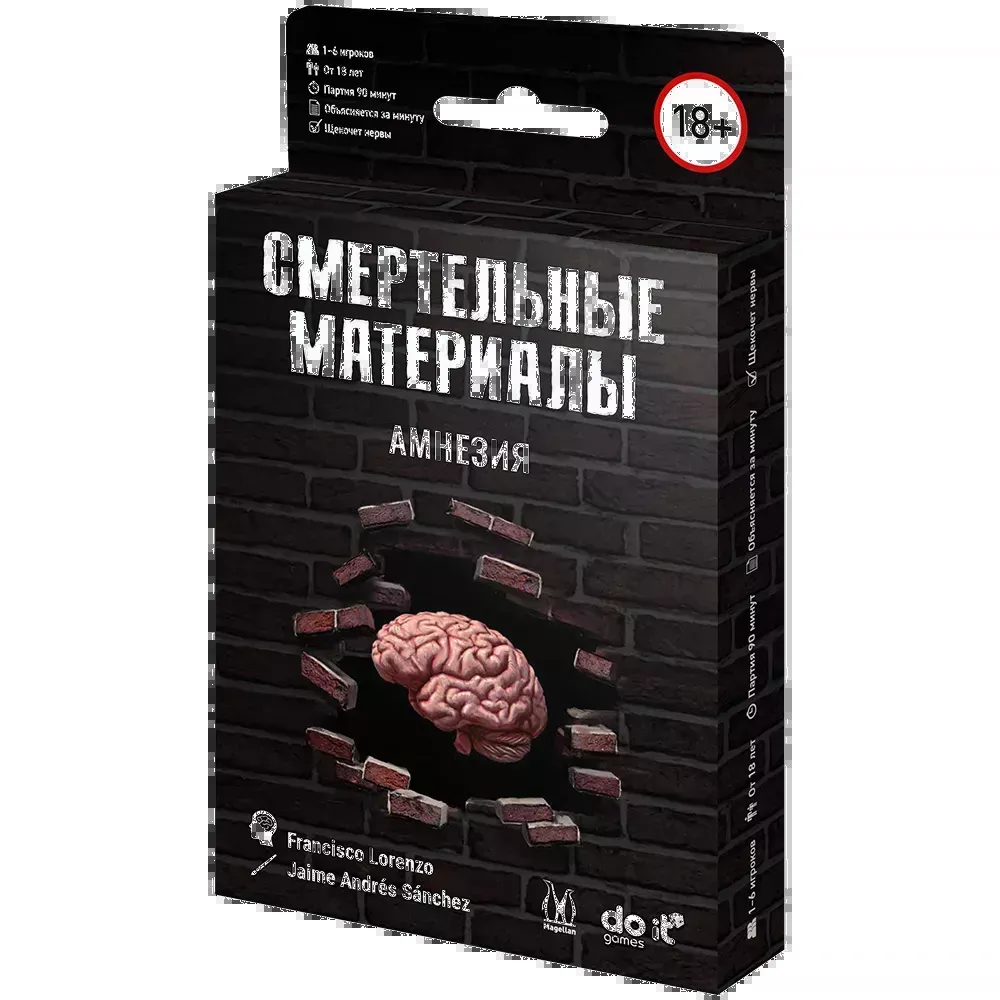 1-6 игроков
От 18 лет
Партия 90 минут
Объясняется за минуту
Щекочет нервы
18+
СМЕРТЕЛЬНЫЕ
МАТЕРИАЛЫ
АМНЕЗИЯ
Francisco Lorenzo
Jaime Andrés Sánchez
Magellan
do it
games
1-6 игроков
От 18 лет
Партия 90 минут
Объясняется за минуту
Щекочет нервы